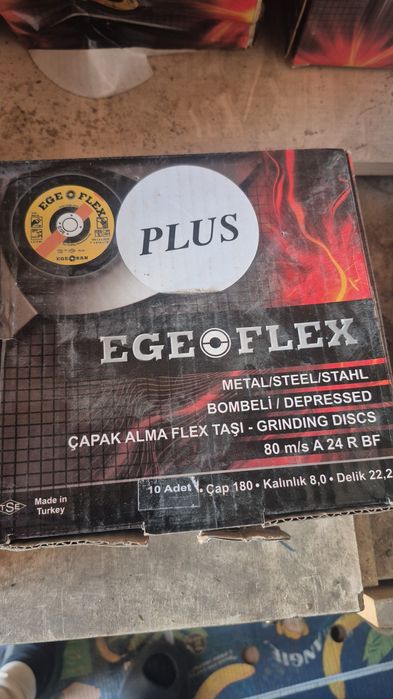 EGE FLEX
EGESAN
PLUS
EGE FLEX
METAL/STEEL/STAHL
BOMBELİ / DEPRESSED
ÇAPAK ALMA FLEX TAŞI - GRINDING DISCS
80 m/s A 24 R BF
10 Adet • Çap 180 • Kalınlık 8,0 • Delik 22,2
TSE
Made in
Turkey